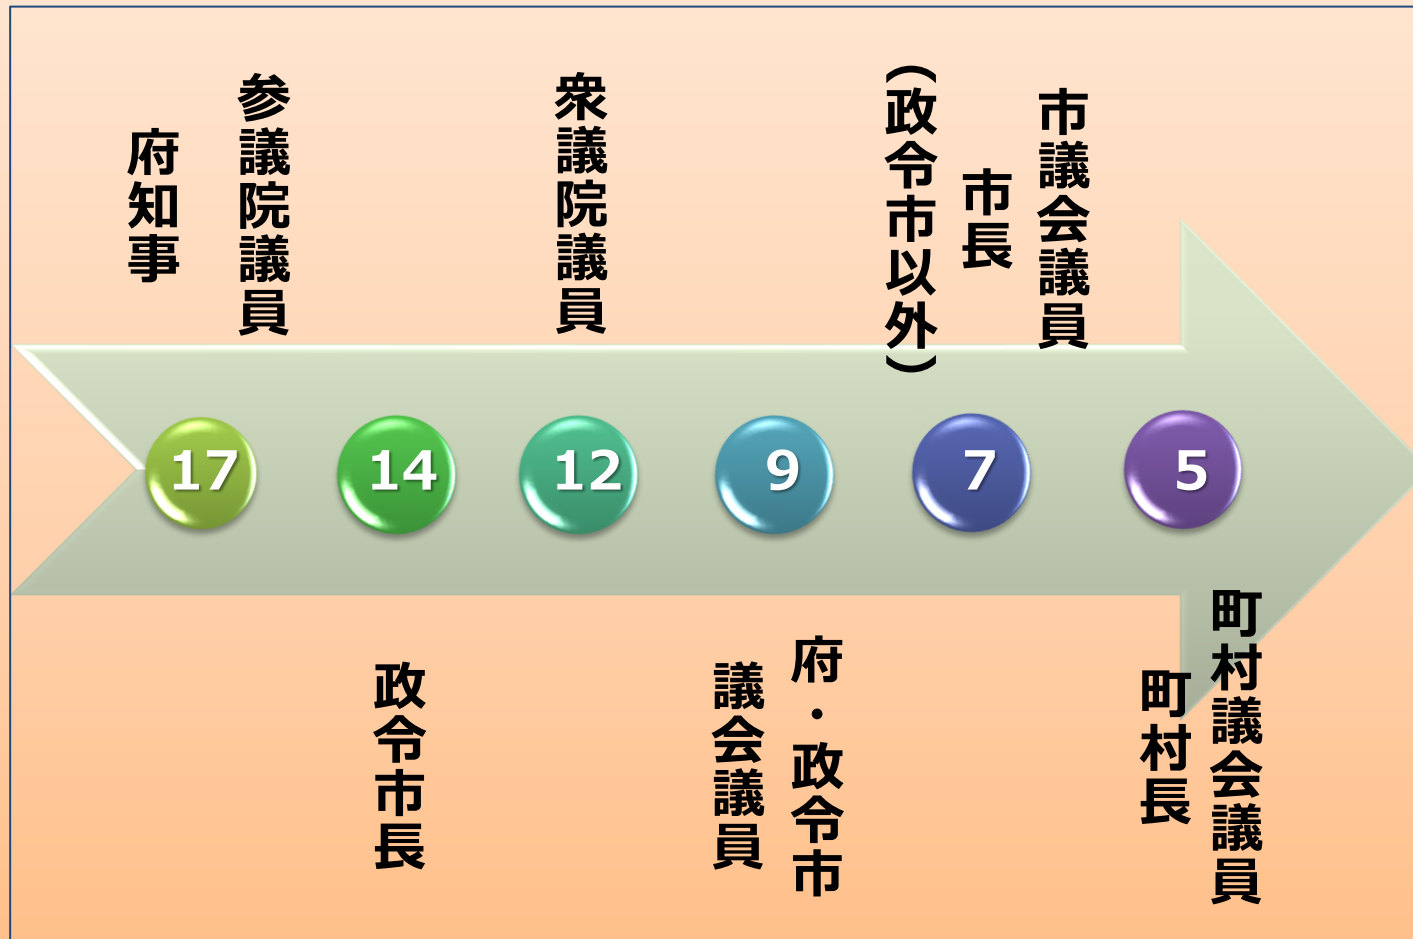 府知事
参議院議員
衆議院議員
市議会議員
市長
（政令市以外）
17
14
12
9
7
5
政令市長
府・政令市
議会議員
町村議会議員
町村長